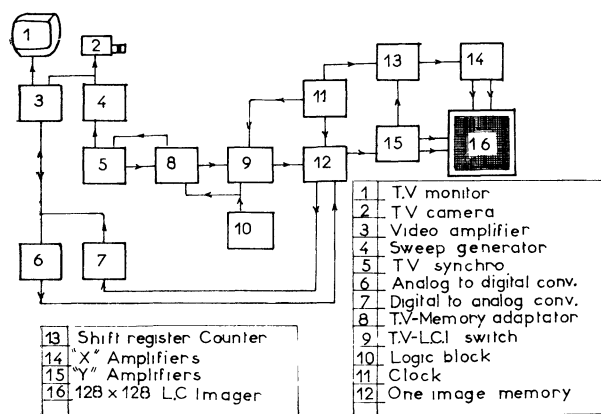 1
2
3
4
13
14
11
5
8
9
12
15
16
10
6
7
1 T.V monitor
2 TV camera
3 Video amplifier
4 Sweep generator
5 TV synchro
6 Analog to digital conv.
7 Digital to analog conv.
8 T.V-Memory adaptator
9 T.V-L.C.I switch
10 Logic block
11 Clock
12 One image memory
13 Shift register Counter
14 "X" Amplifiers
15 "Y" Amplifiers
16 128 x 128 L.C Imager